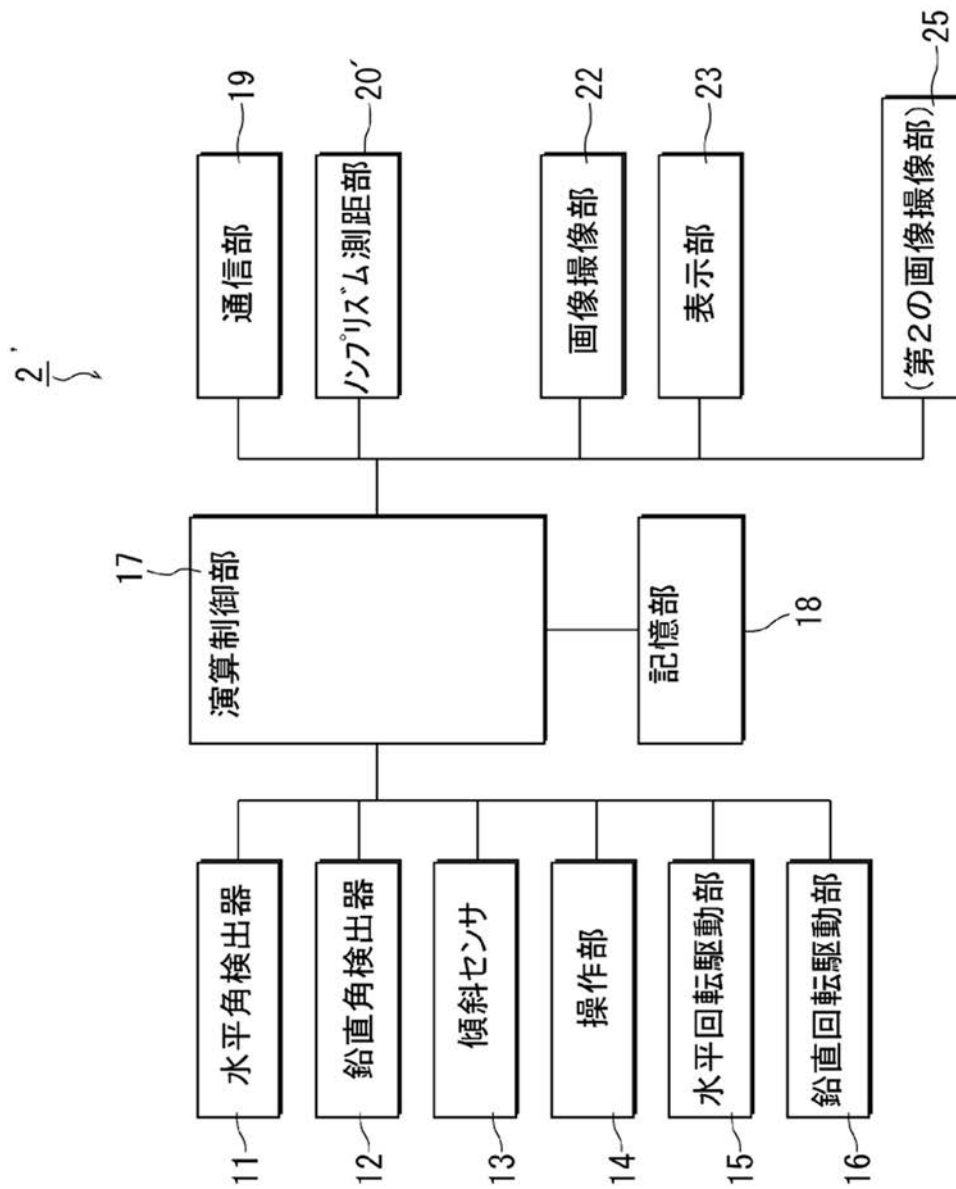 2'
水平角検出器
11
鉛直角検出器
12
傾斜センサ
13
操作部
14
水平回転駆動部
15
鉛直回転駆動部
16
演算制御部
17
記憶部
18
通信部
19
ノンプリズム測距部
20'
画像撮像部
22
表示部
23
(第2の画像撮像部)
25